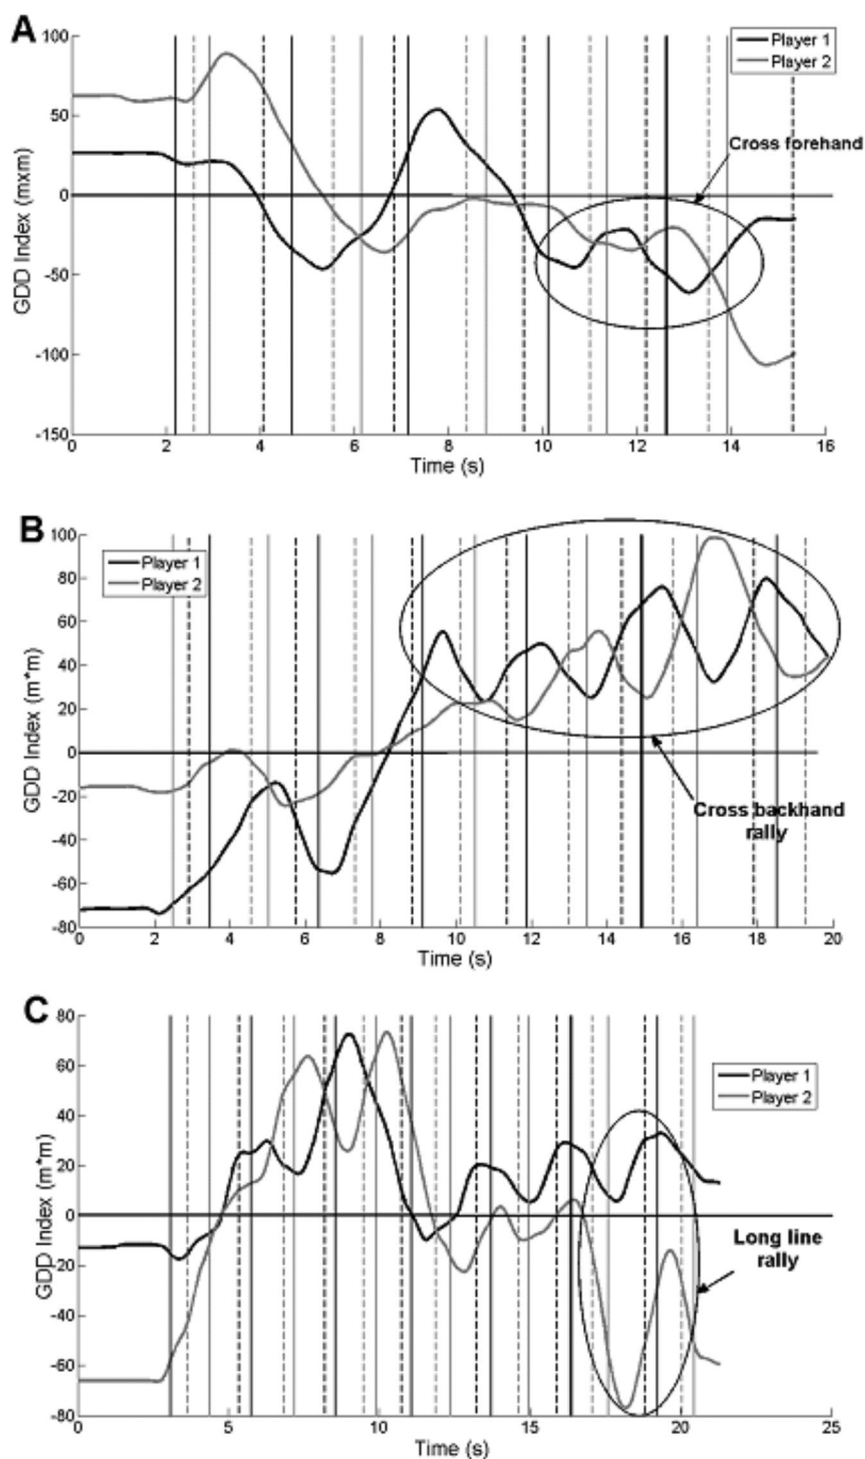 A
100
50
0
-50
-100
-150
GDD Index (mxm)
Player 1
Player 2
Cross forehand
0 2 4 6 8 10 12 14 16
Time (s)
B
100
80
60
40
20
0
-20
-40
-60
-80
GDD Index (m*m)
Player 1
Player 2
Cross backhand
rally
0 2 4 6 8 10 12 14 16 18 20
Time (s)
C
80
60
40
20
0
-20
-40
-60
-80
GDD Index (m*m)
Player 1
Player 2
Long line
rally
0 5 10 15 20 25
Time (s)